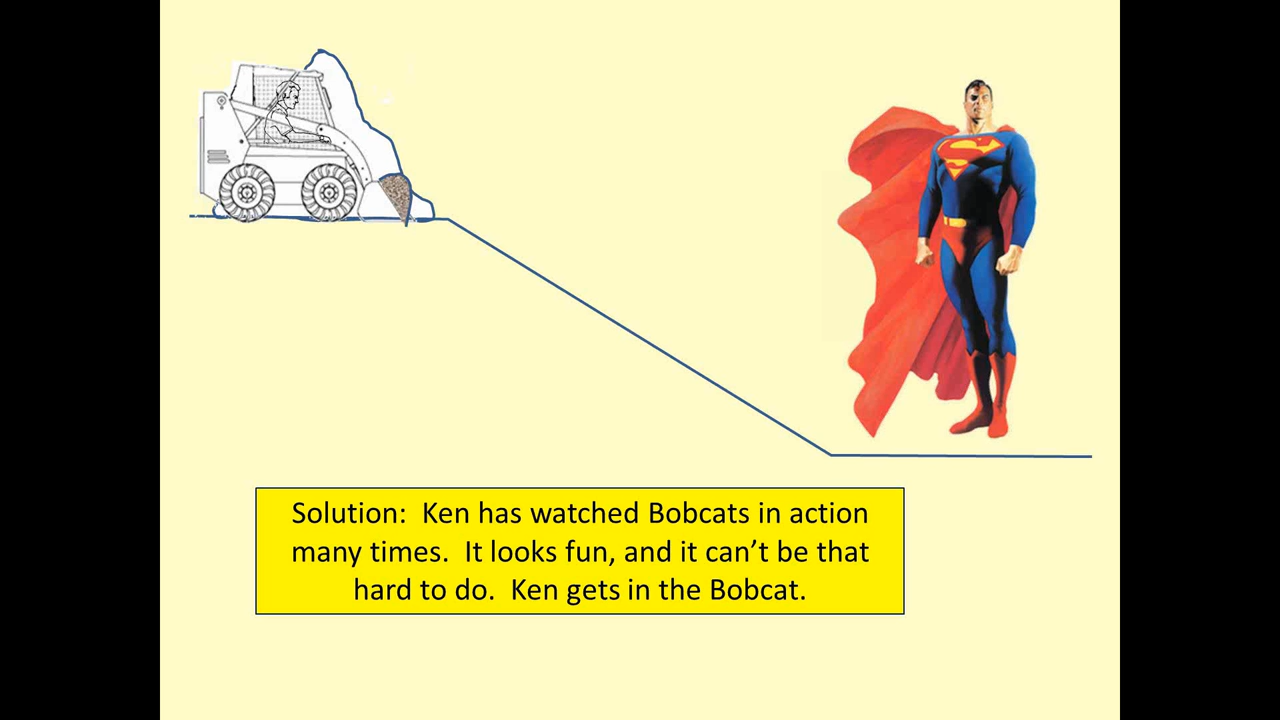 Solution:  Ken has watched Bobcats in action
many times.  It looks fun, and it can’t be that
hard to do.  Ken gets in the Bobcat.